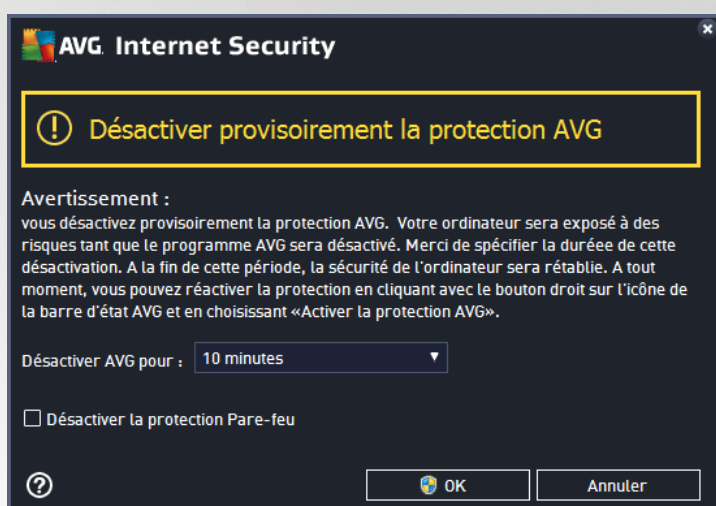 AVG. Internet Security
Désactiver provisoirement la protection AVG
Avertissement :
vous désactivez provisoirement la protection AVG. Votre ordinateur sera exposé à des
risques tant que le programme AVG sera désactivé. Merci de spécifier la duréee de cette
désactivation. A la fin de cette période, la sécurité de l'ordinateur sera rétablie. A tout
moment, vous pouvez réactiver la protection en cliquant avec le bouton droit sur l'icône de
la barre d'état AVG et en choisissant «Activer la protection AVG».
Désactiver AVG pour : 10 minutes
Désactiver la protection Pare-feu
OK Annuler